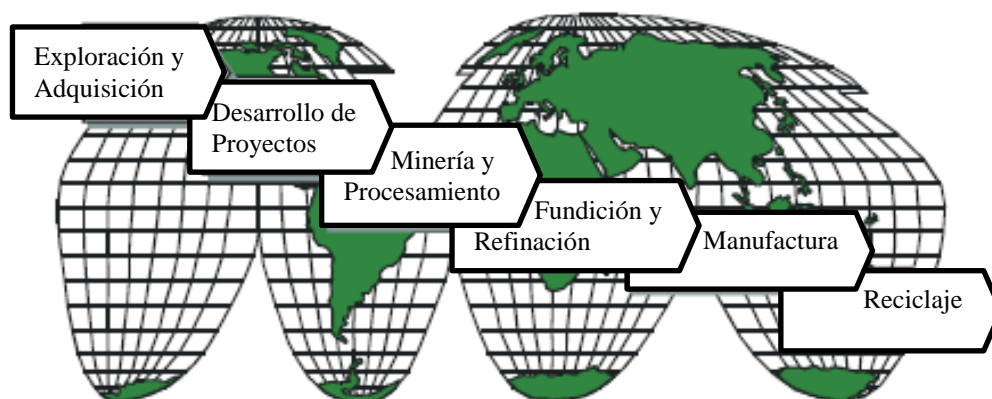 Exploración y
Adquisición
Desarrollo de
Proyectos
Minería y
Procesamiento
Fundición y
Refinación
Manufactura
Reciclaje